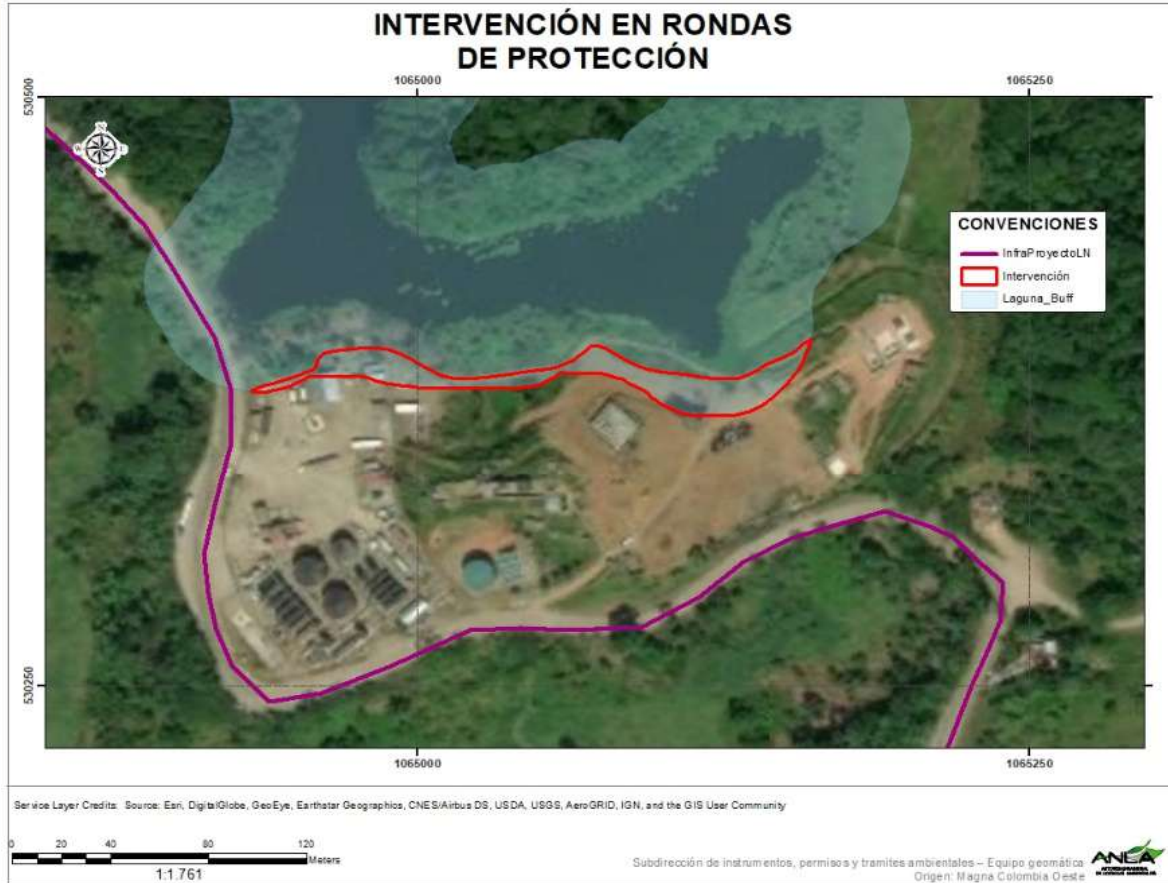 INTERVENCIÓN EN RONDAS
DE PROTECCIÓN
1065000
1065250
530500
530250
N
W
E
S
CONVENCIONES
InfraProyectoLN
Intervención
Laguna_Buff
1065000
1065250
Service Layer Credits: Source: Esri, DigitalGlobe, GeoEye, Earthstar Geographics, CNES/Airbus DS, USDA, USGS, AeroGRID, IGN, and the GIS User Community
0 20 40 80 120
Meters
1:1.761
Subdirección de instrumentos, permisos y tramites ambientales – Equipo geomática
Origen: Magna Colombia Oeste
ANLA